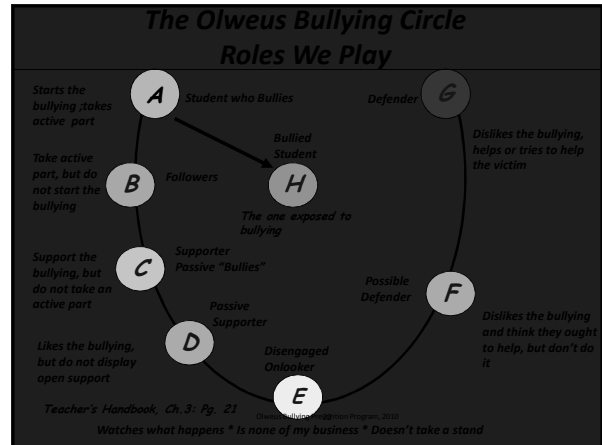 The Olweus Bullying Circle
Roles We Play
Starts the
bullying ;takes
active part
A
Student who Bullies
Defender
G
Dislikes the bullying,
helps or tries to help
the victim
Bullied
Student
H
The one exposed to
bullying
Take active
part, but do
not start the
bullying
B
Followers
Support the
bullying, but
do not take an
active part
C
Supporter
Passive “Bullies”
Possible
Defender
F
Dislikes the bullying
and think they ought
to help, but don’t do
it
Likes the bullying,
but do not display
open support
D
Passive
Supporter
Disengaged
Onlooker
E
Teacher’s Handbook, Ch.3: Pg. 21
Olweus Bullying Prevention Program, 2010
Watches what happens * Is none of my business * Doesn’t take a stand